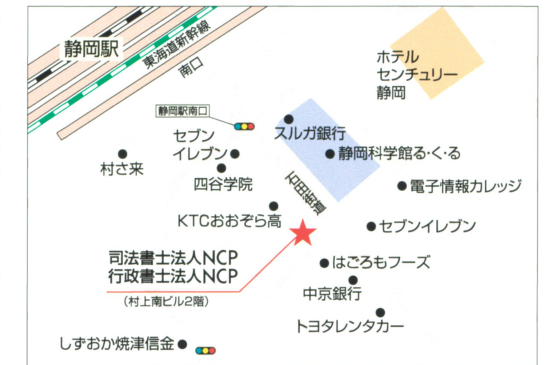 静岡駅
東海道新幹線
南口
ホテル
センチュリー
静岡
静岡駅南口
セブン
イレブン
スルガ銀行
静岡科学館る・く・る
村さ来
四谷学院
石田街道
電子情報カレッジ
KTCおおぞら高
セブンイレブン
司法書士法人NCP
行政書士法人NCP
(村上南ビル2階)
はごろもフーズ
中京銀行
トヨタレンタカー
しずおか焼津信金